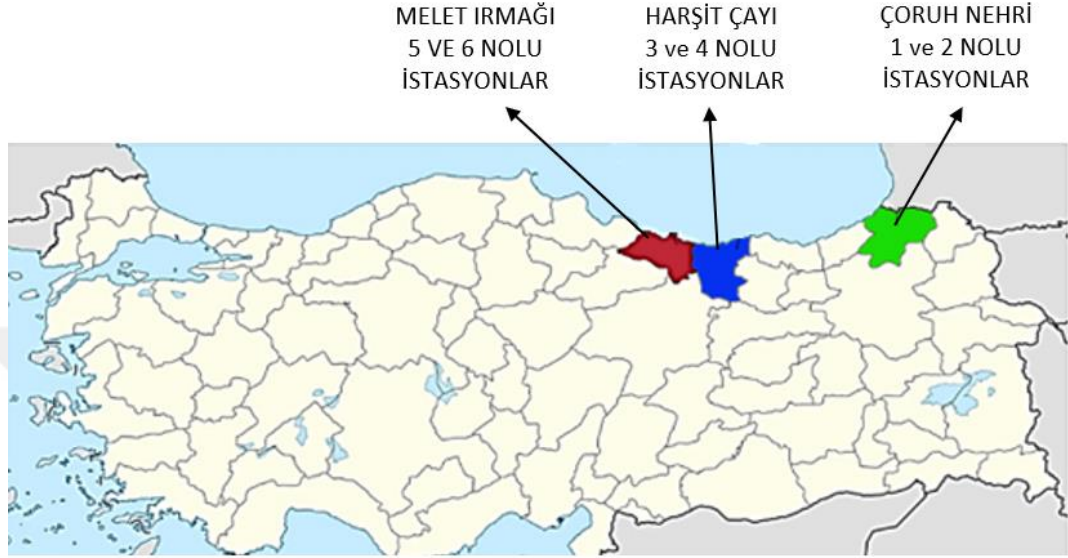 MELET IRMAĞI
5 VE 6 NOLU
İSTASYONLAR
HARŞİT ÇAYI
3 ve 4 NOLU
İSTASYONLAR
ÇORUH NEHRİ
1 ve 2 NOLU
İSTASYONLAR